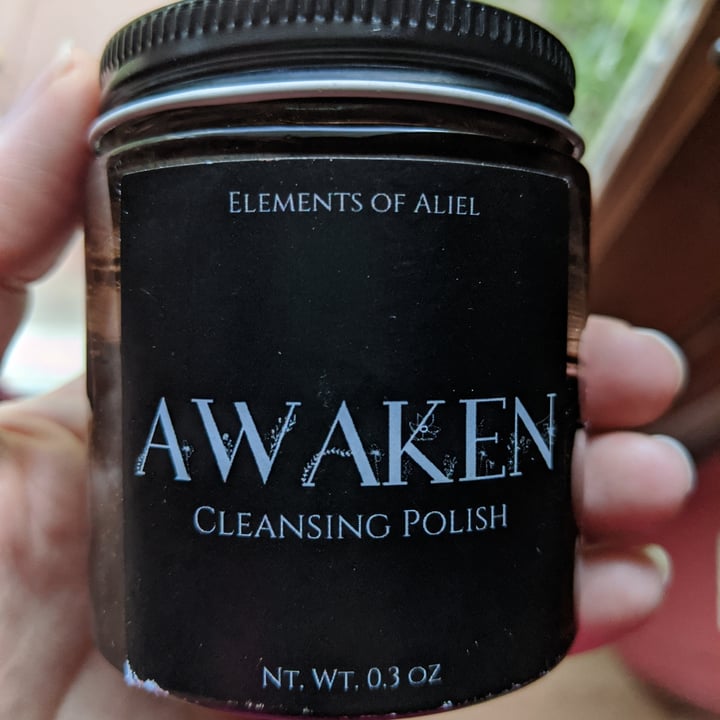 Elements of Aliel
AWAKEN
Cleansing Polish
Nt. Wt. 0.3 oz